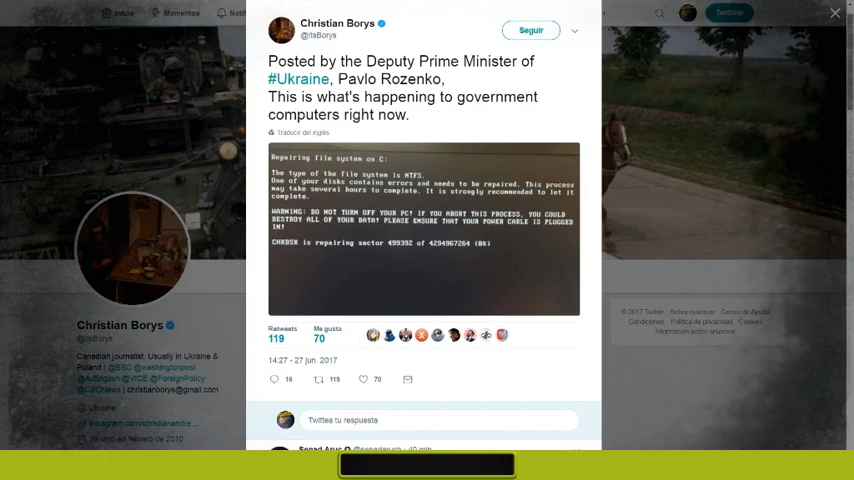 Inicio
Momentos
Twittear
Christian Borys
@ItsBorys
Seguir
Posted by the Deputy Prime Minister of
#Ukraine, Pavlo Rozenko,
This is what's happening to government
computers right now.
Traducir del inglés
Repairing file system on C:
The type of the file system is NTFS.
One of your disks contains errors and needs to be repaired. This process
may take several hours to complete. It is strongly recommended to let it
complete.
WARNING: DO NOT TURN OFF YOUR PC! IF YOU ABORT THIS PROCESS, YOU COULD
DESTROY ALL OF YOUR DATA! PLEASE ENSURE THAT YOUR POWER CABLE IS PLUGGED
IN!
CHKDSK is repairing sector 499392 of 4294967264 (0%)
Retweets
119
Me gusta
70
14:27 - 27 jun. 2017
16
119
70
Twittea tu respuesta
40 min
Christian Borys
@ItsBorys
Canadian journalist. Usually in Ukraine &
Poland | @BBC @washingtonpost
@AJEnglish @VICE @ForeignPolicy
@CBCNews | christianborys@gmail.com
Ukraine
instagram.com/christianandre...
Se unió en febrero de 2010
© 2017 Twitter Sobre nosotros Centro de Ayuda
Condiciones Política de privacidad Cookies
Información sobre anuncios